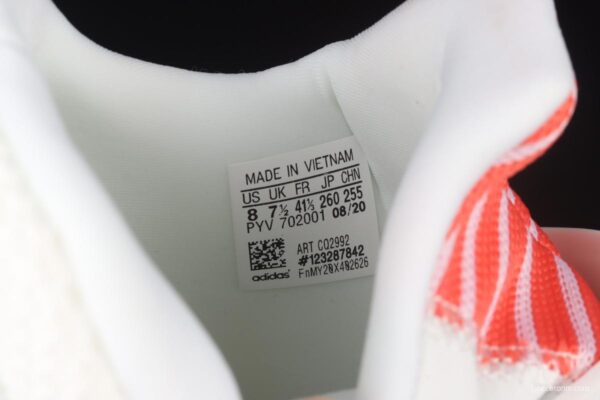 MADE IN VIETNAM
US UK FR JP CHN
8 7½ 41⅓ 260 255
PYV 702001 08/20
ART CQ2992
#123287842
adidas FnMY20X402626